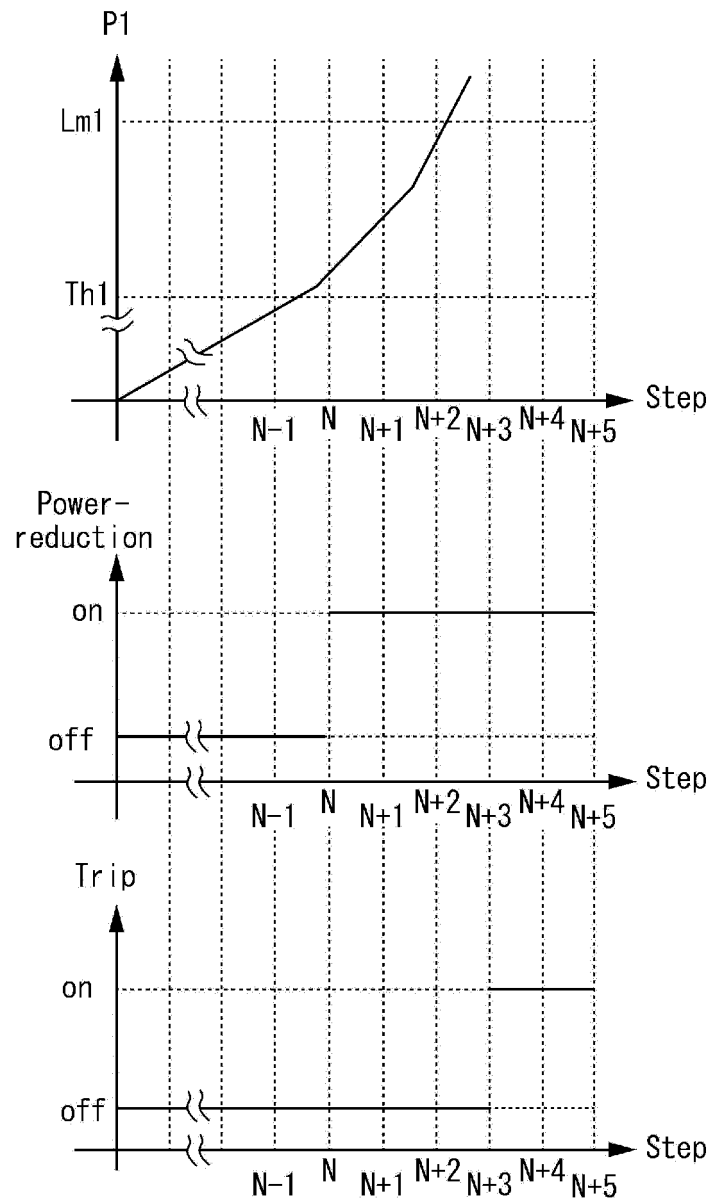 P1
Lm1
Th1
N-1 N N+1 N+2 N+3 N+4 N+5 Step
Power-
reduction
on
off
N-1 N N+1 N+2 N+3 N+4 N+5 Step
Trip
on
off
N-1 N N+1 N+2 N+3 N+4 N+5 Step